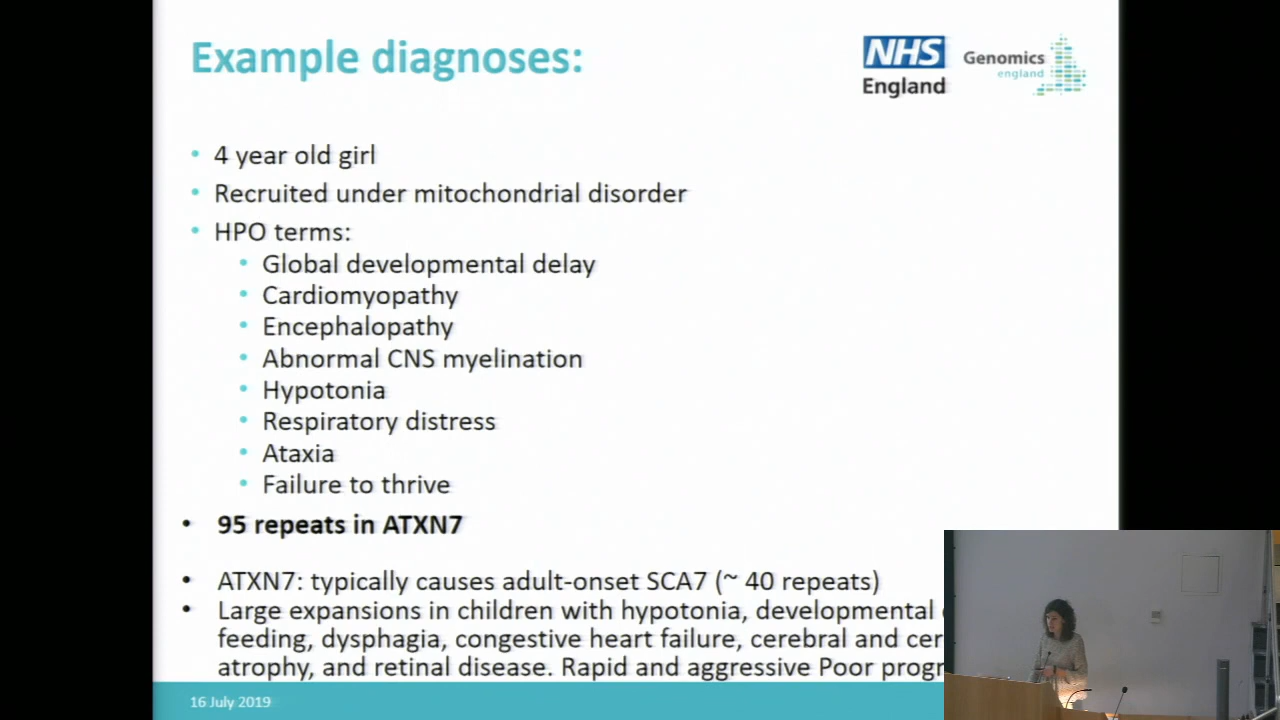 Example diagnoses:
NHS
England
Genomics
england
4 year old girl
Recruited under mitochondrial disorder
HPO terms:
Global developmental delay
Cardiomyopathy
Encephalopathy
Abnormal CNS myelination
Hypotonia
Respiratory distress
Ataxia
Failure to thrive
95 repeats in ATXN7
ATXN7: typically causes adult-onset SCA7 (~ 40 repeats)
Large expansions in children with hypotonia, developmental
feeding, dysphagia, congestive heart failure, cerebral and
atrophy, and retinal disease. Rapid and aggressive Poor
16 July 2019